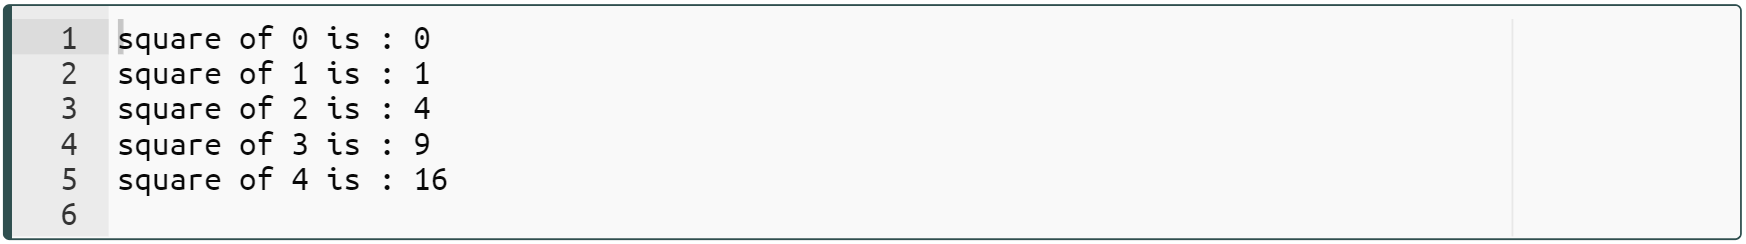 1 square of 0 is : 0
2 square of 1 is : 1
3 square of 2 is : 4
4 square of 3 is : 9
5 square of 4 is : 16
6